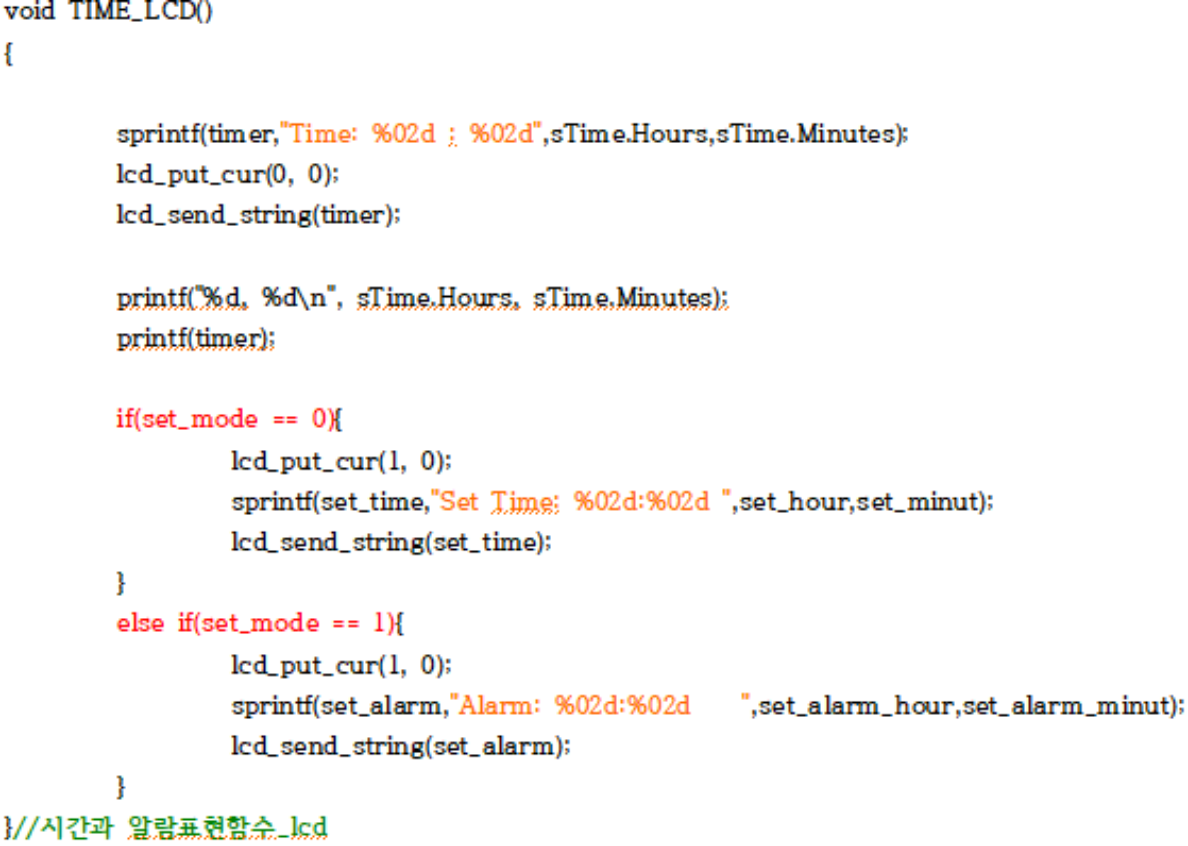 void TIME_LCD()
{
sprintf(timer,"Time: %02d : %02d",sTime.Hours,sTime.Minutes);
lcd_put_cur(0, 0);
lcd_send_string(timer);
printf("%d, %d\n", sTime.Hours, sTime.Minutes);
printf(timer);
if(set_mode == 0){
lcd_put_cur(1, 0);
sprintf(set_time,"Set Time: %02d:%02d ",set_hour,set_minut);
lcd_send_string(set_time);
}
else if(set_mode == 1){
lcd_put_cur(1, 0);
sprintf(set_alarm,"Alarm: %02d:%02d   ",set_alarm_hour,set_alarm_minut);
lcd_send_string(set_alarm);
}
}//시간과 알람표현함수_lcd